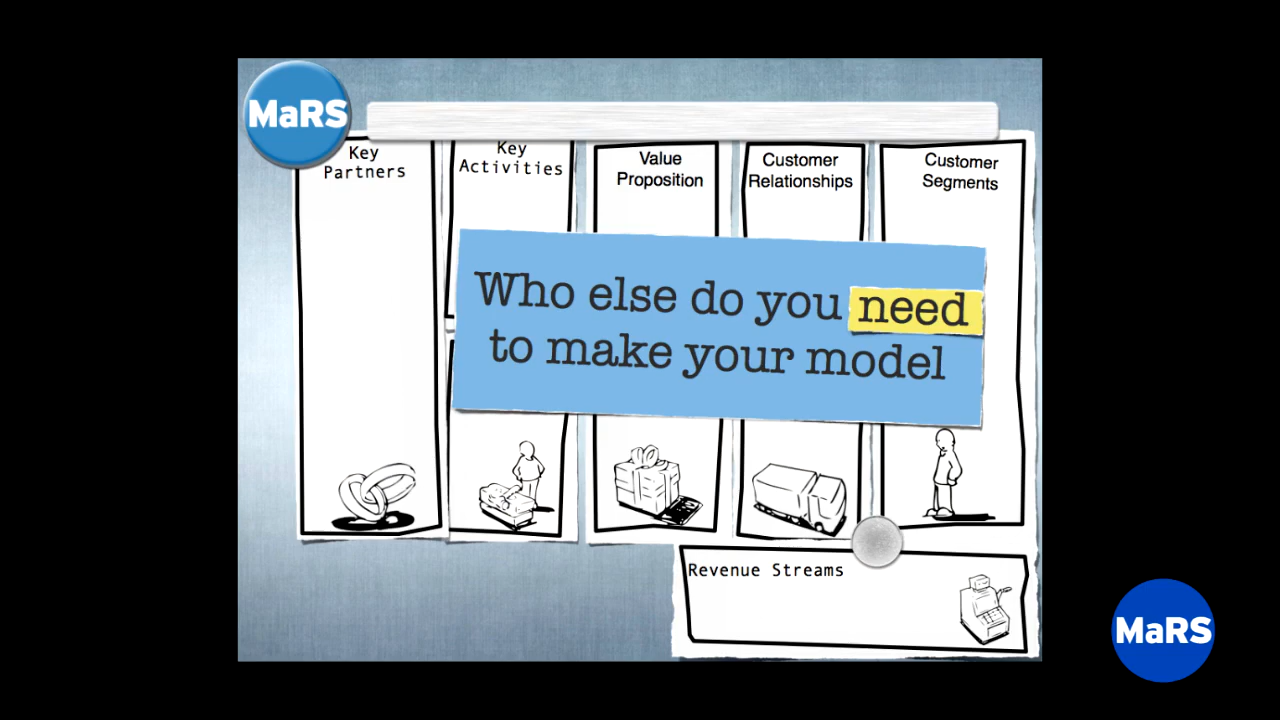 MaRS
Key
Partners
Key
Activities
Value
Proposition
Customer
Relationships
Customer
Segments
Who else do you need
to make your model
Revenue Streams
MaRS